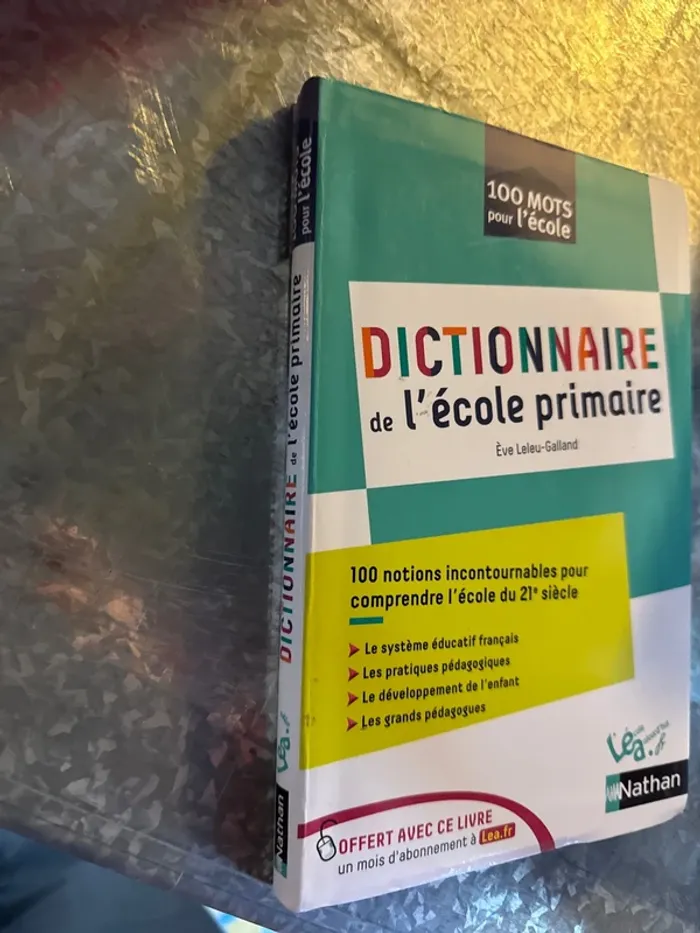 100 MOTS
pour l'école
DICTIONNAIRE
de l'école primaire
Ève Leleu-Galland
100 notions incontournables pour
comprendre l'école du 21e siècle
Le système éducatif français
Les pratiques pédagogiques
Le développement de l'enfant
Les grands pédagogues
Léa.fr
Nathan
OFFERT AVEC CE LIVRE
un mois d'abonnement à Lea.fr
pour l'école
DICTIONNAIRE de l'école primaire
Léa.fr
Nathan